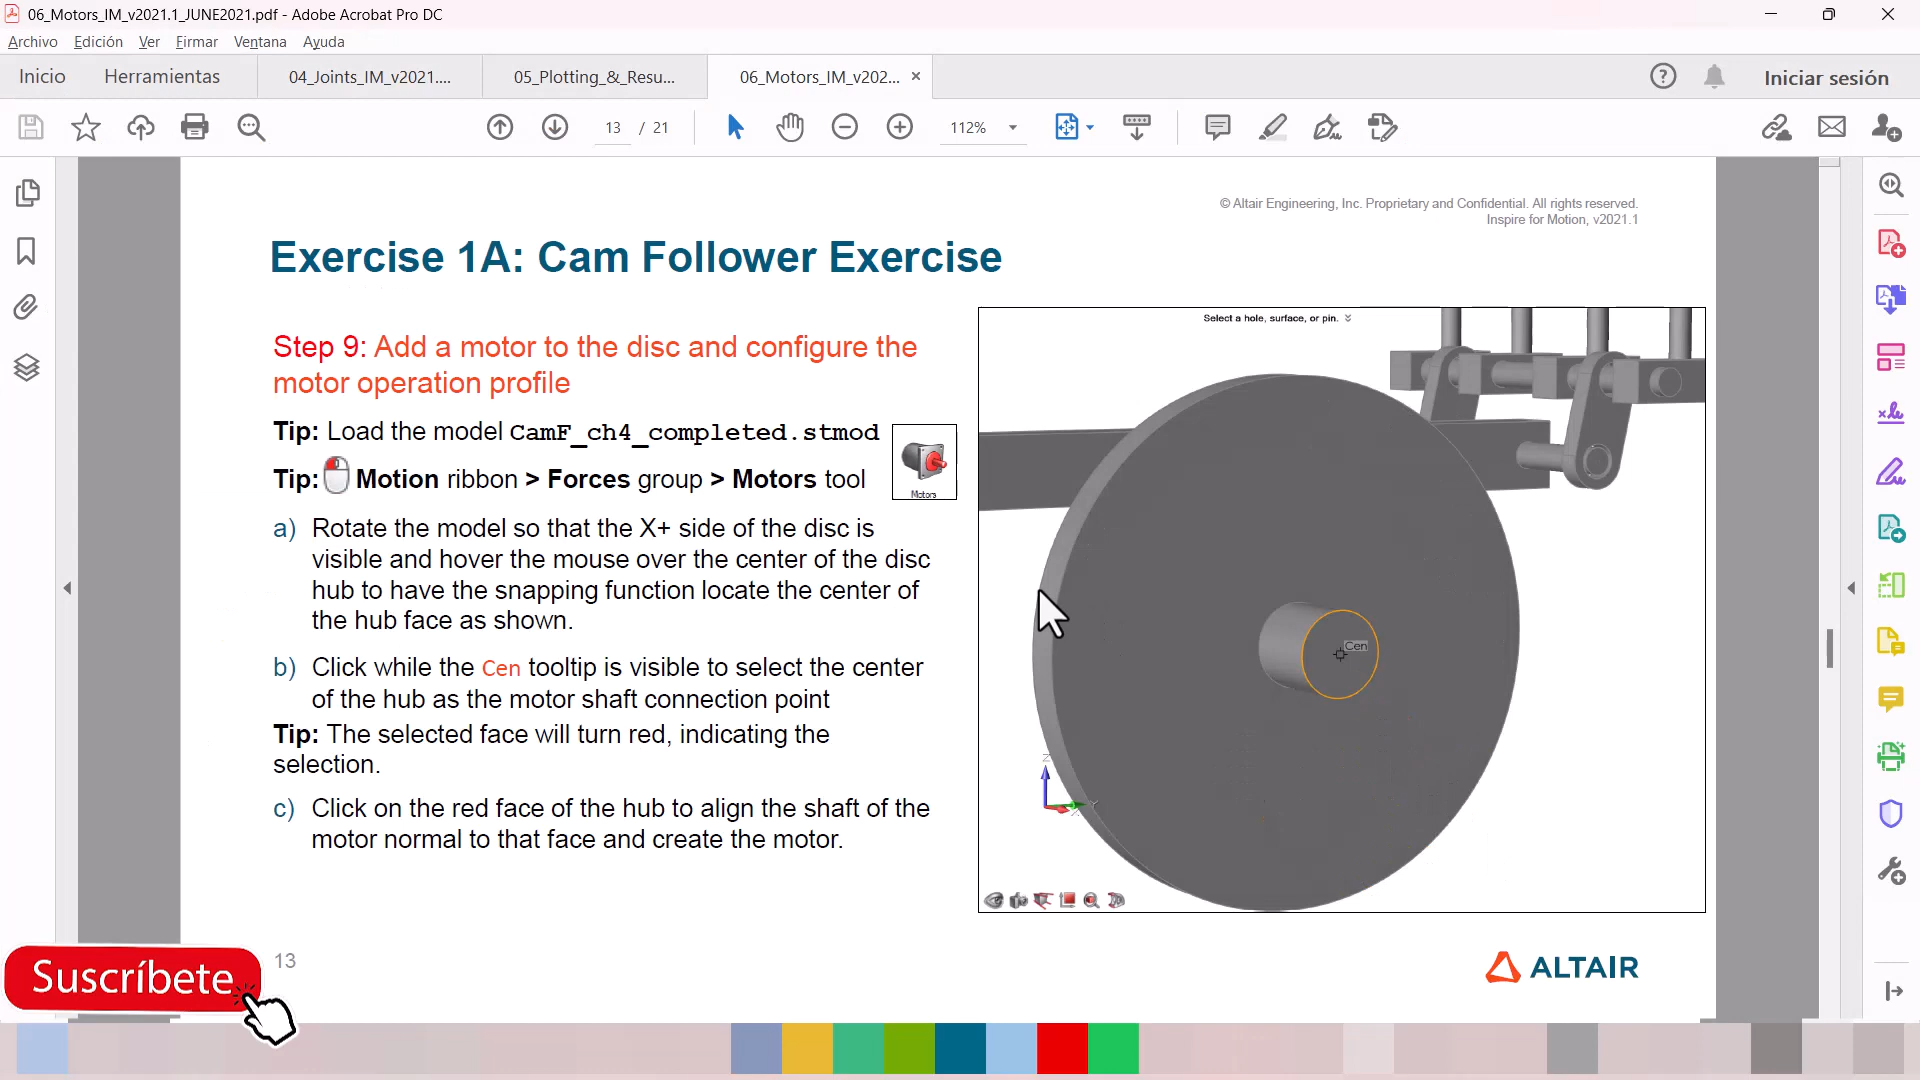 06_Motors_IM_v2021.1_JUNE2021.pdf - Adobe Acrobat Pro DC
Archivo Edición Ver Firmar Ventana Ayuda
Inicio Herramientas 04_Joints_IM_v2021.... 05_Plotting_&_Resu... 06_Motors_IM_v202... Iniciar sesión
13 / 21 112%
© Altair Engineering, Inc. Proprietary and Confidential. All rights reserved.
Inspire for Motion, v2021.1
Exercise 1A: Cam Follower Exercise
Step 9: Add a motor to the disc and configure the
motor operation profile
Tip: Load the model CamF_ch4_completed.stmod
Tip: Motion ribbon > Forces group > Motors tool
Motors
a) Rotate the model so that the X+ side of the disc is
visible and hover the mouse over the center of the disc
hub to have the snapping function locate the center of
the hub face as shown.
b) Click while the Cen tooltip is visible to select the center
of the hub as the motor shaft connection point
Tip: The selected face will turn red, indicating the
selection.
c) Click on the red face of the hub to align the shaft of the
motor normal to that face and create the motor.
Select a hole, surface, or pin.
Cen
Z
Y
X
13
ALTAIR
Suscríbete